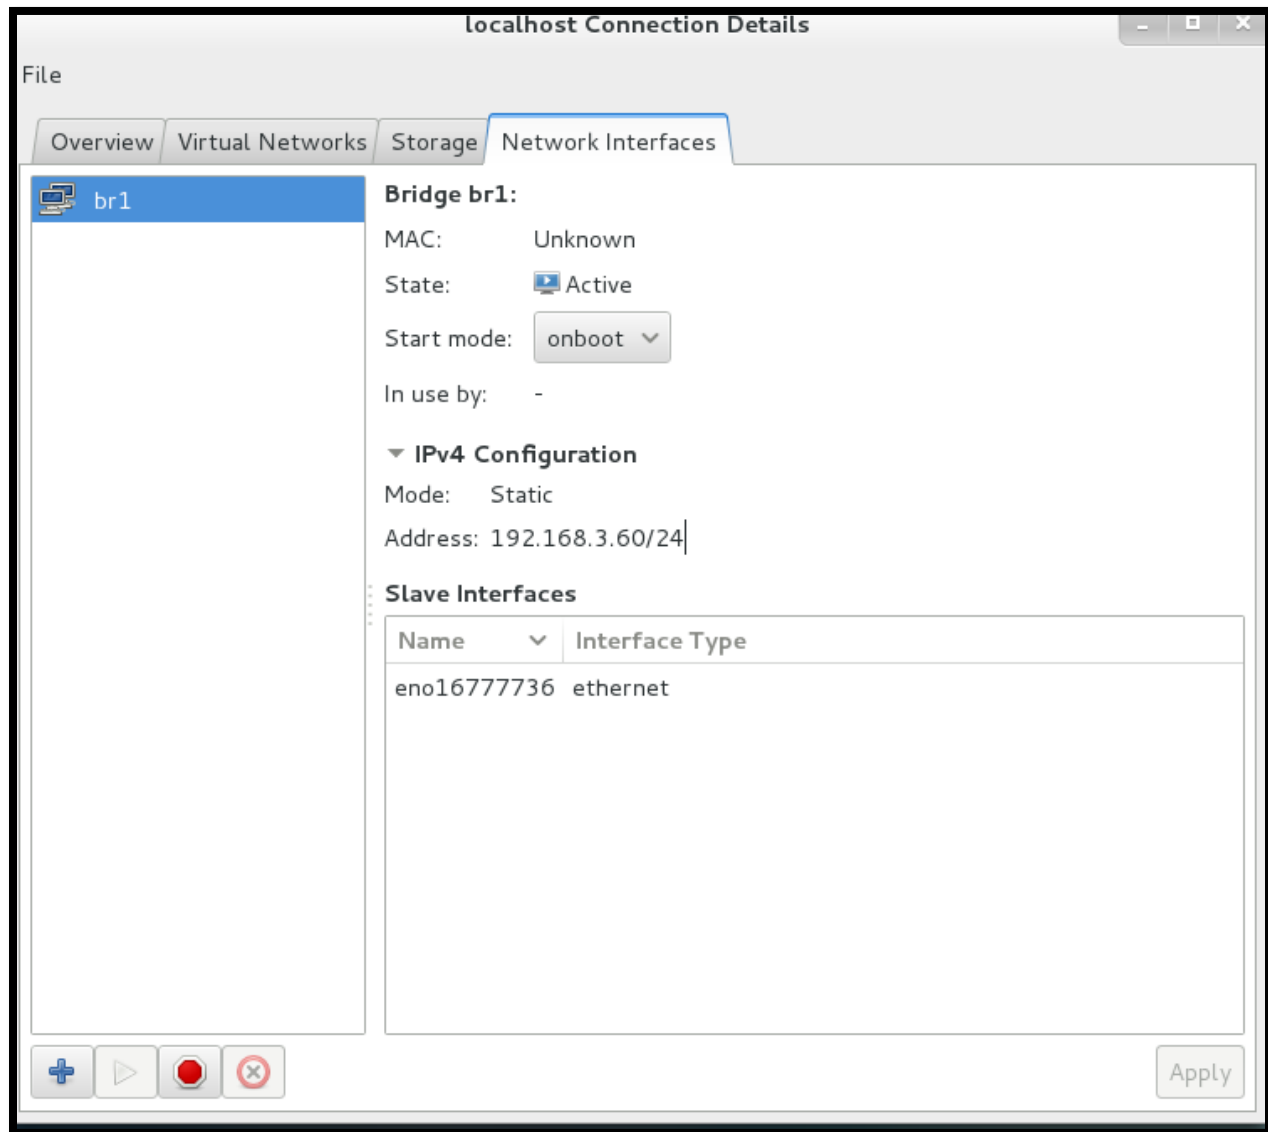 localhost Connection Details
File
Overview Virtual Networks Storage Network Interfaces
br1
Bridge br1:
MAC: Unknown
State: Active
Start mode: onboot
In use by: -
IPv4 Configuration
Mode: Static
Address: 192.168.3.60/24
Slave Interfaces
Name Interface Type
eno16777736 ethernet
Apply